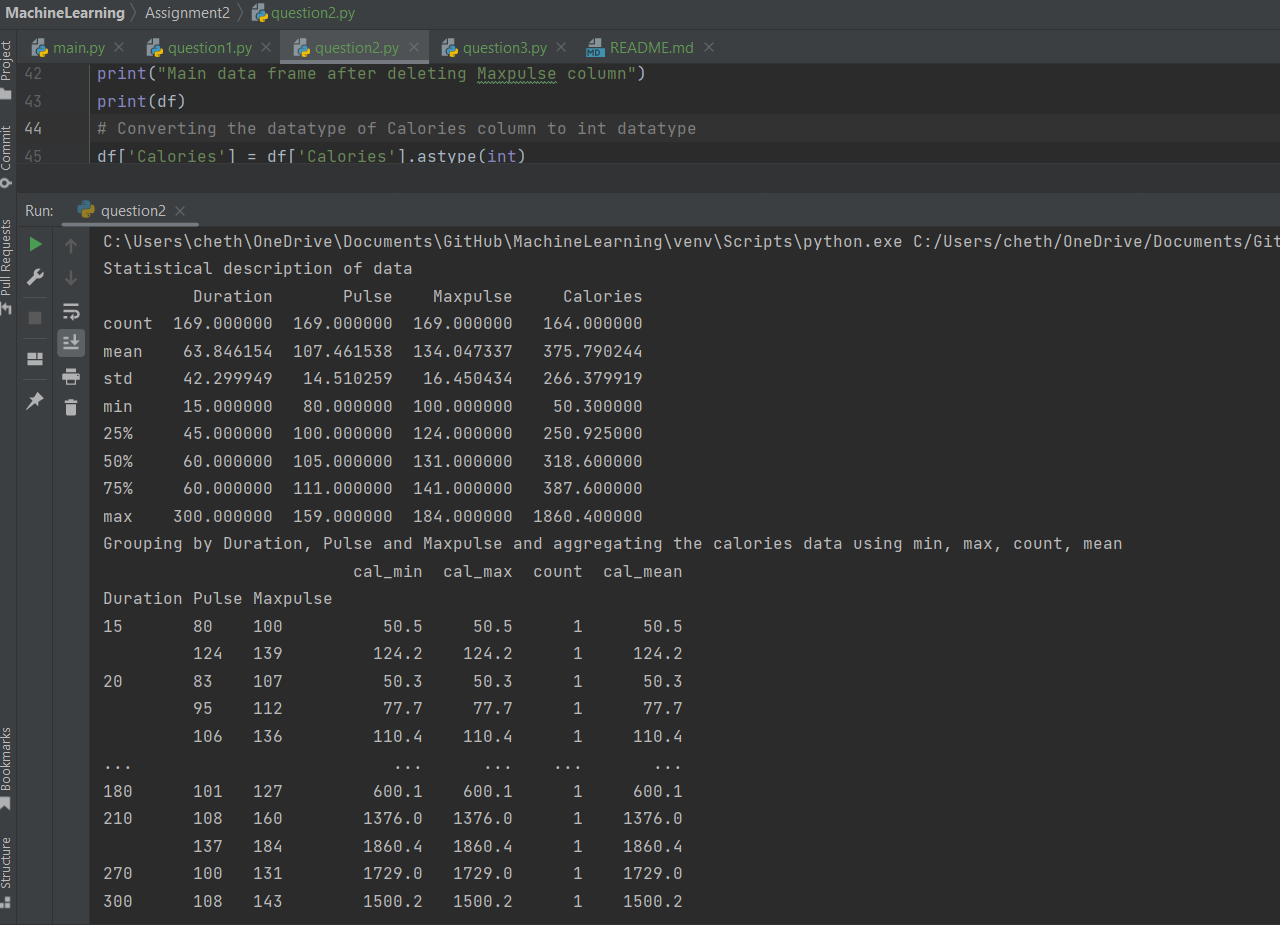 MachineLearning Assignment2 question2.py
main.py question1.py question2.py question3.py README.md
Project
Commit
Pull Requests
Bookmarks
Structure
42 print("Main data frame after deleting Maxpulse column")
43 print(df)
44 # Converting the datatype of Calories column to int datatype
45 df['Calories'] = df['Calories'].astype(int)
Run: question2
C:\Users\cheth\OneDrive\Documents\GitHub\MachineLearning\venv\Scripts\python.exe C:/Users/cheth/OneDrive/Documents/Git
Statistical description of data
Duration Pulse Maxpulse Calories
count 169.000000 169.000000 169.000000 164.000000
mean 63.846154 107.461538 134.047337 375.790244
std 42.299949 14.510259 16.450434 266.379919
min 15.000000 80.000000 100.000000 50.300000
25% 45.000000 100.000000 124.000000 250.925000
50% 60.000000 105.000000 131.000000 318.600000
75% 60.000000 111.000000 141.000000 387.600000
max 300.000000 159.000000 184.000000 1860.400000
Grouping by Duration, Pulse and Maxpulse and aggregating the calories data using min, max, count, mean
cal_min cal_max count cal_mean
Duration Pulse Maxpulse
15 80 100 50.5 50.5 1 50.5
124 139 124.2 124.2 1 124.2
20 83 107 50.3 50.3 1 50.3
95 112 77.7 77.7 1 77.7
106 136 110.4 110.4 1 110.4
... ... ... ... ...
180 101 127 600.1 600.1 1 600.1
210 108 160 1376.0 1376.0 1 1376.0
137 184 1860.4 1860.4 1 1860.4
270 100 131 1729.0 1729.0 1 1729.0
300 108 143 1500.2 1500.2 1 1500.2